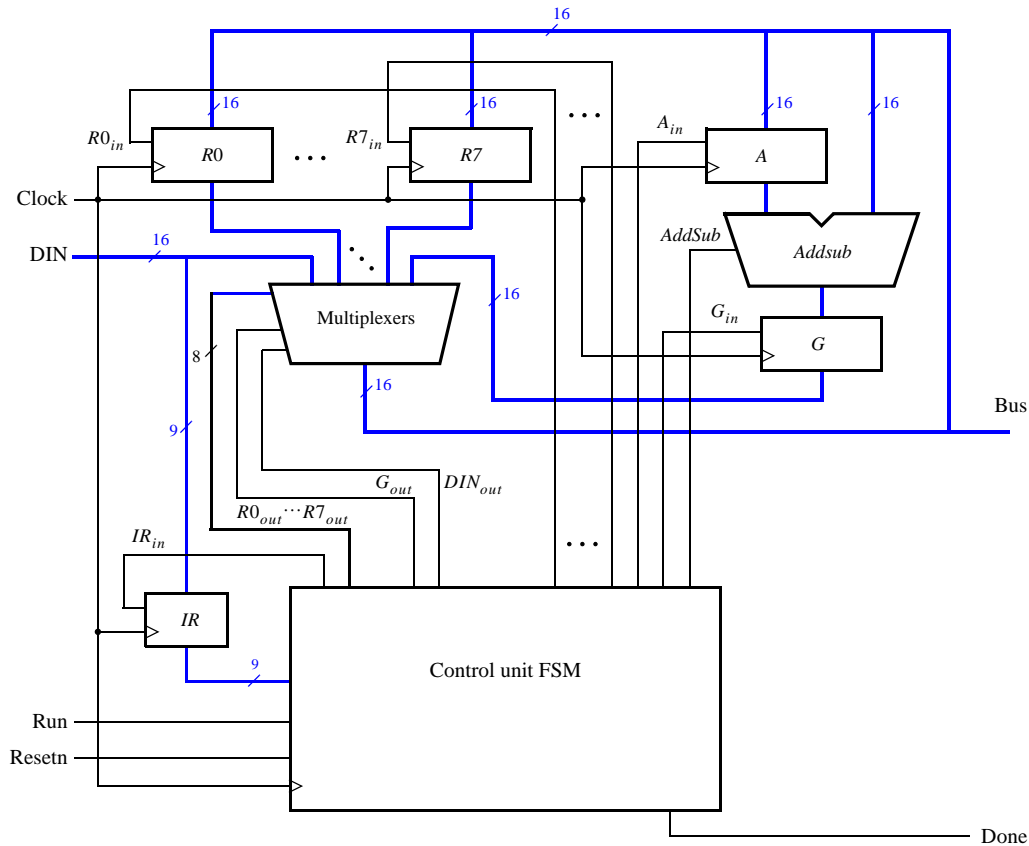 16
16
16
16
16
R0in
R0
...
R7in
R7
...
Ain
A
Clock
DIN
16
AddSub
Addsub
...
Multiplexers
16
Gin
G
8
16
Bus
9
Gout
DINout
R0out...R7out
IRin
...
IR
9
Control unit FSM
Run
Resetn
Done